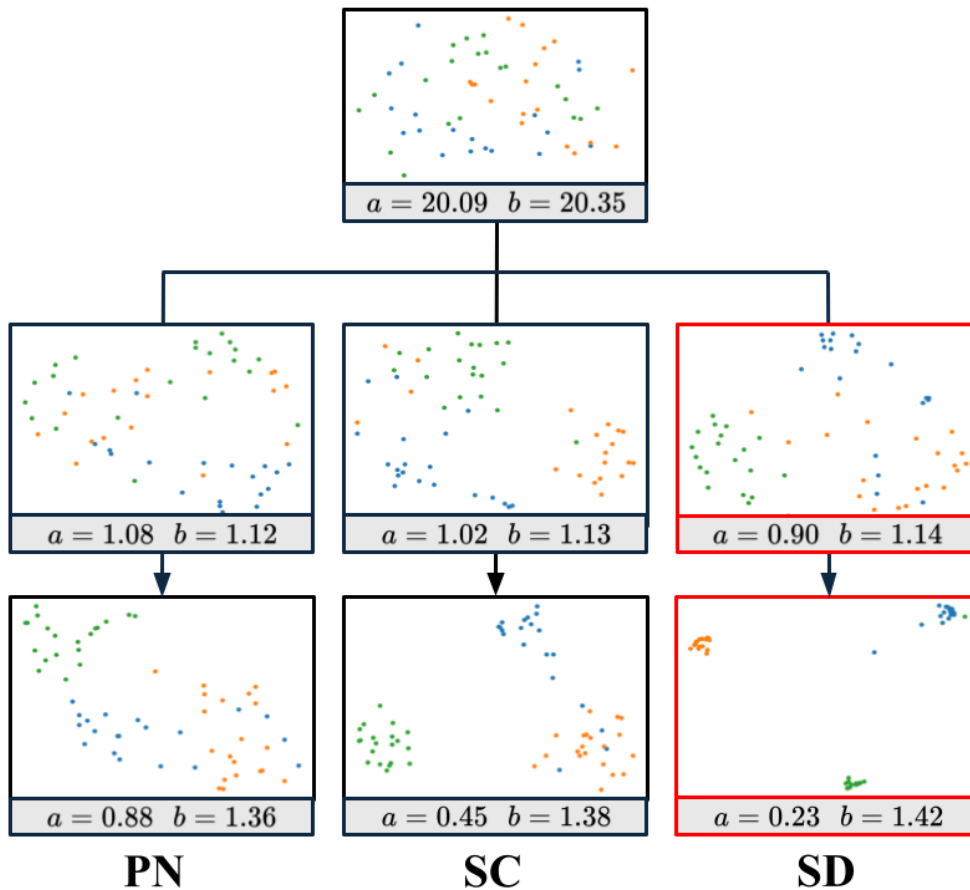 a = 20.09 b = 20.35
a = 1.08 b = 1.12
a = 1.02 b = 1.13
a = 0.90 b = 1.14
a = 0.88 b = 1.36
a = 0.45 b = 1.38
a = 0.23 b = 1.42
PN
SC
SD